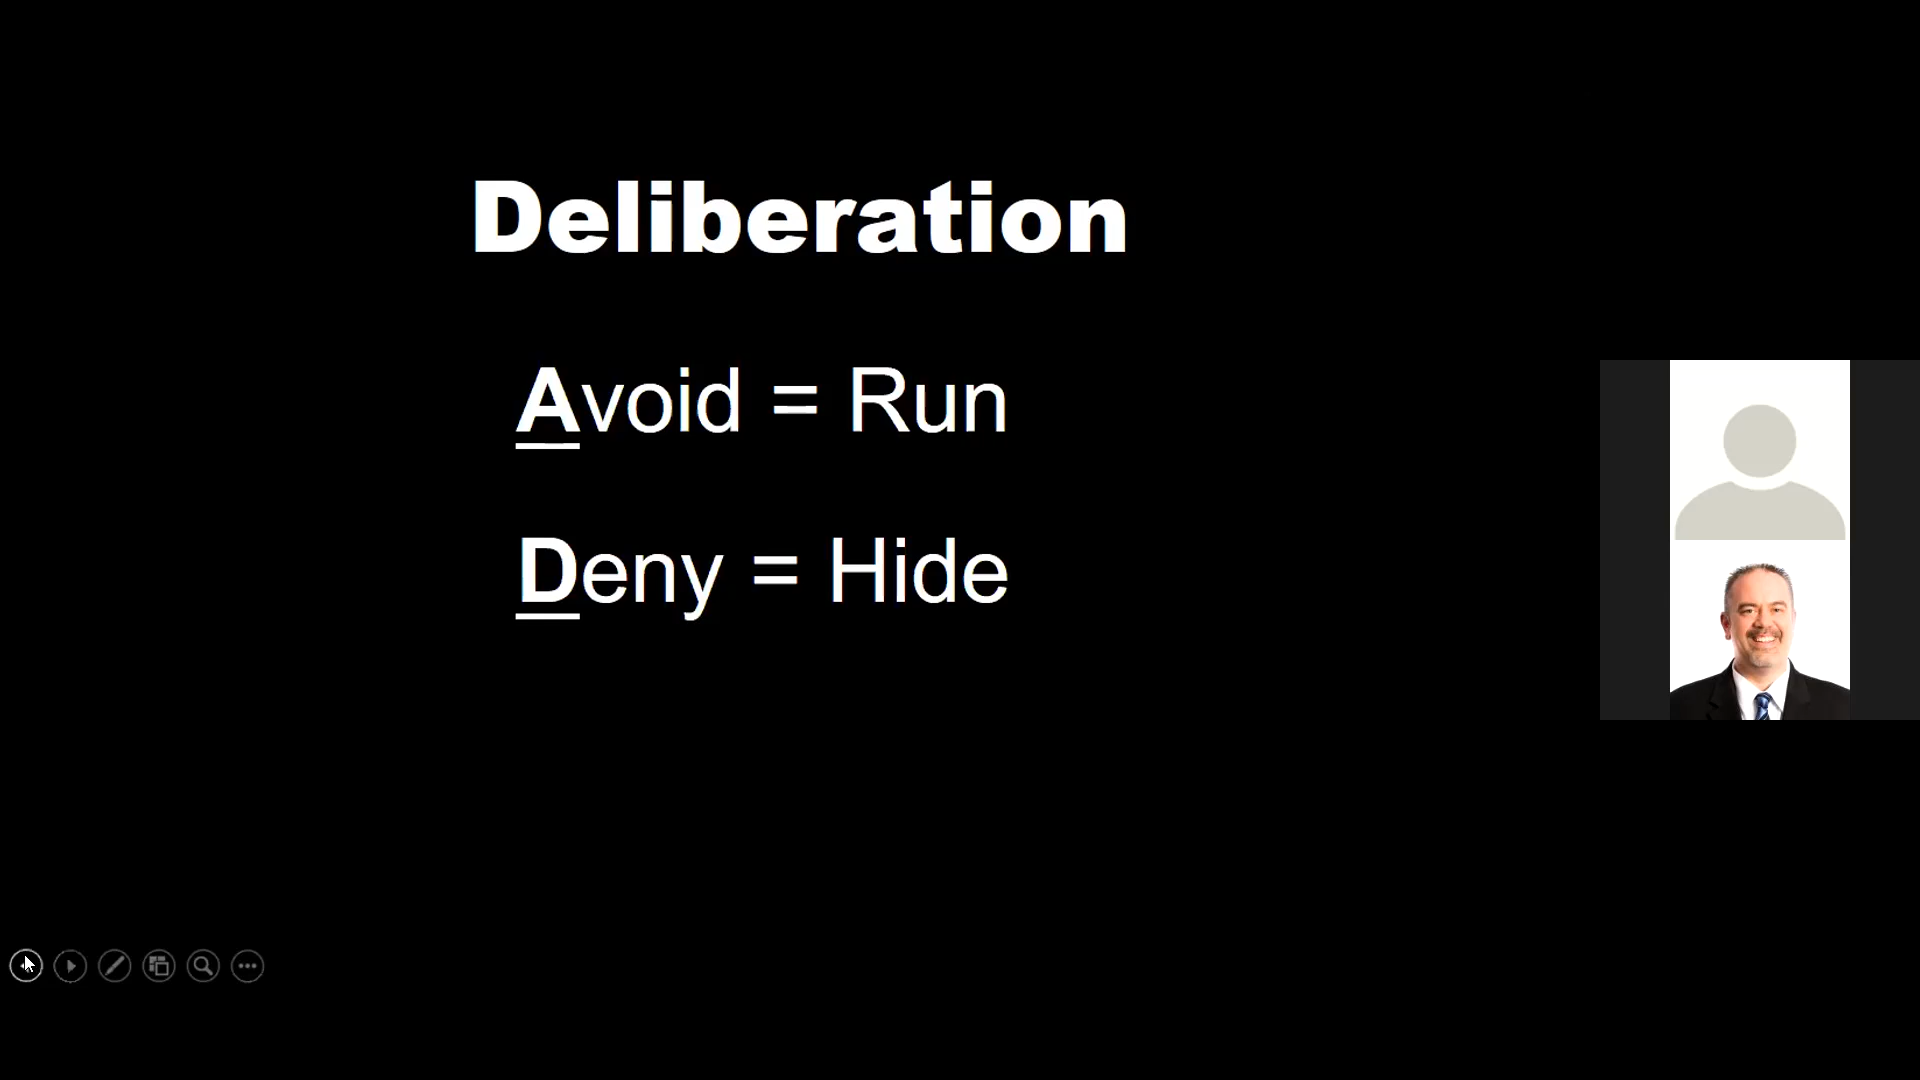 Deliberation
Avoid = Run
Deny = Hide